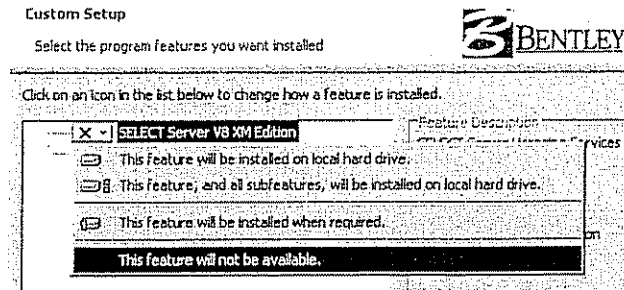 Custom Setup
Select the program features you want installed
BENTLEY
Click on an icon in the list below to change how a feature is installed.
SELECT Server V8 XM Edition
Feature Description
This feature will be installed on local hard drive.
This feature, and all subfeatures, will be installed on local hard drive.
This feature will be installed when required.
This feature will not be available.